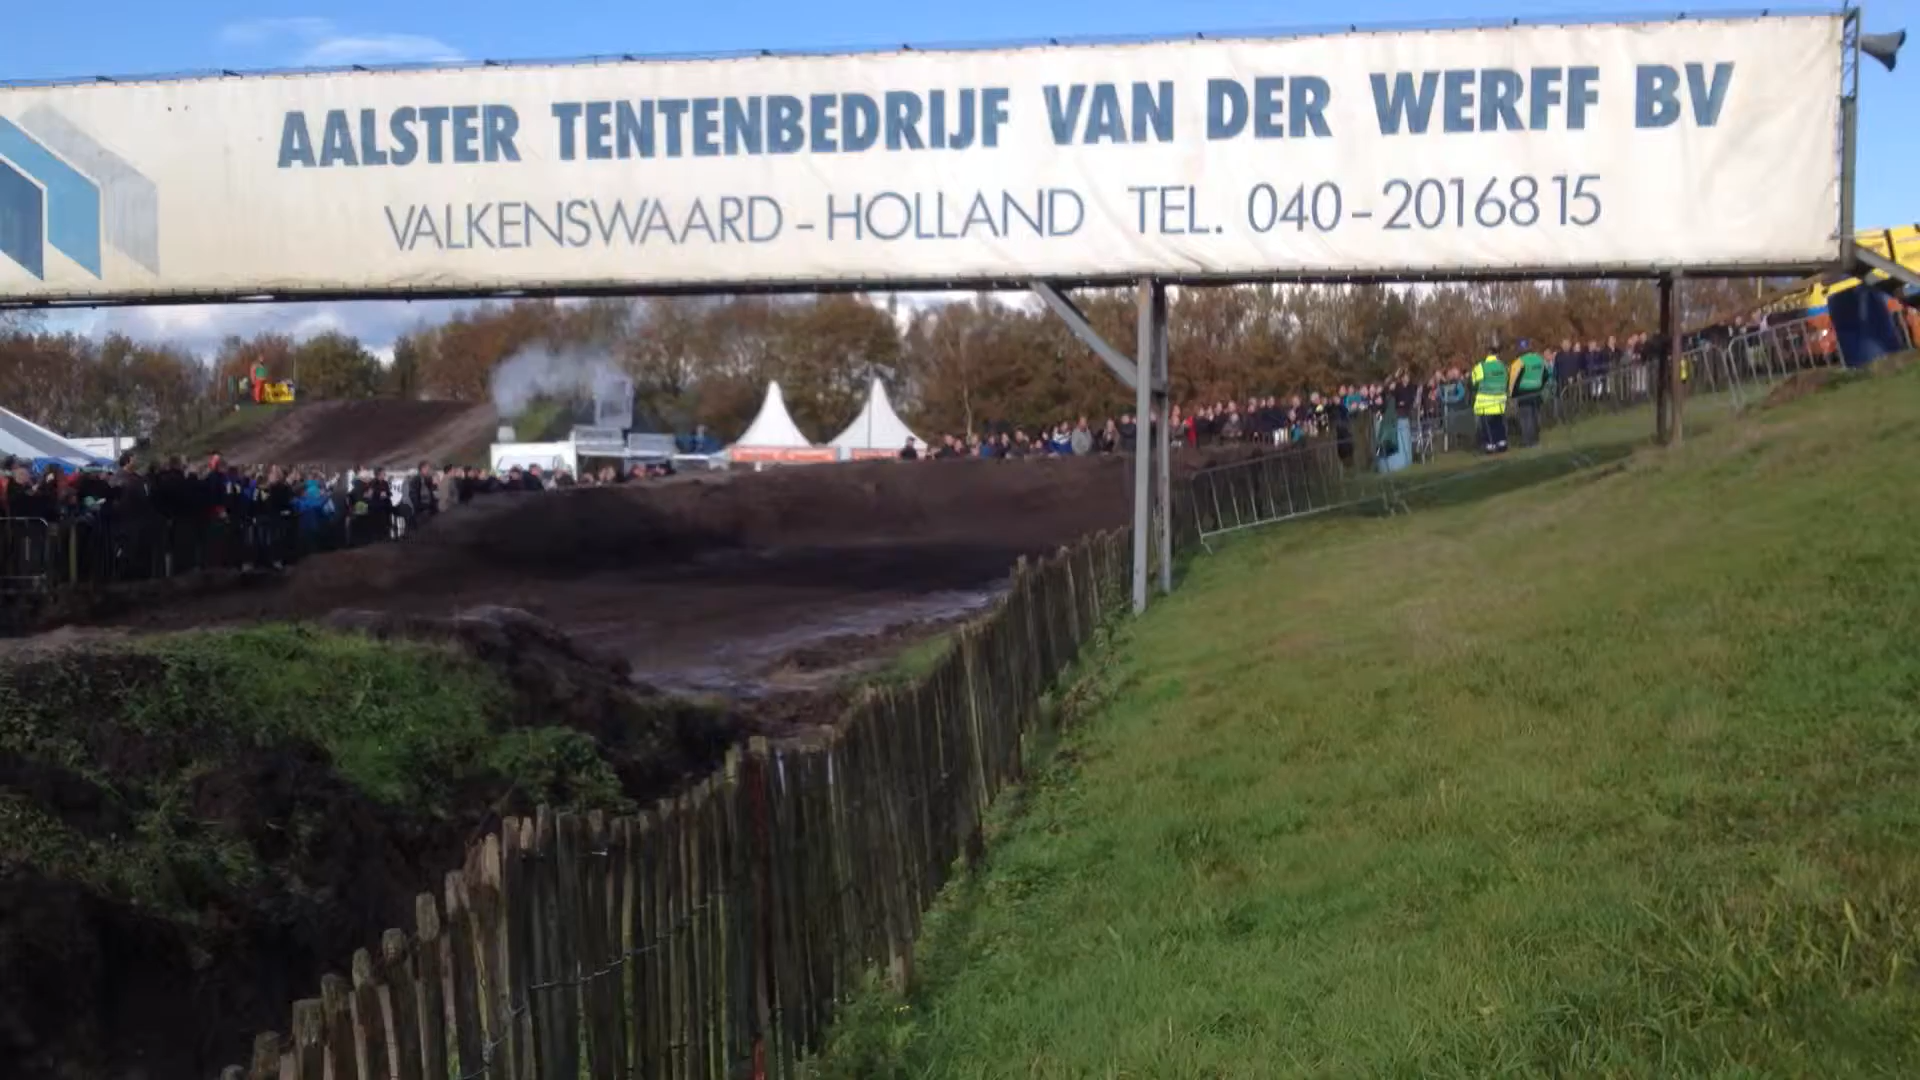 AALSTER TENTENBEDRIJF VAN DER WERFF BV
VALKENSWAARD - HOLLAND TEL. 040-2016815